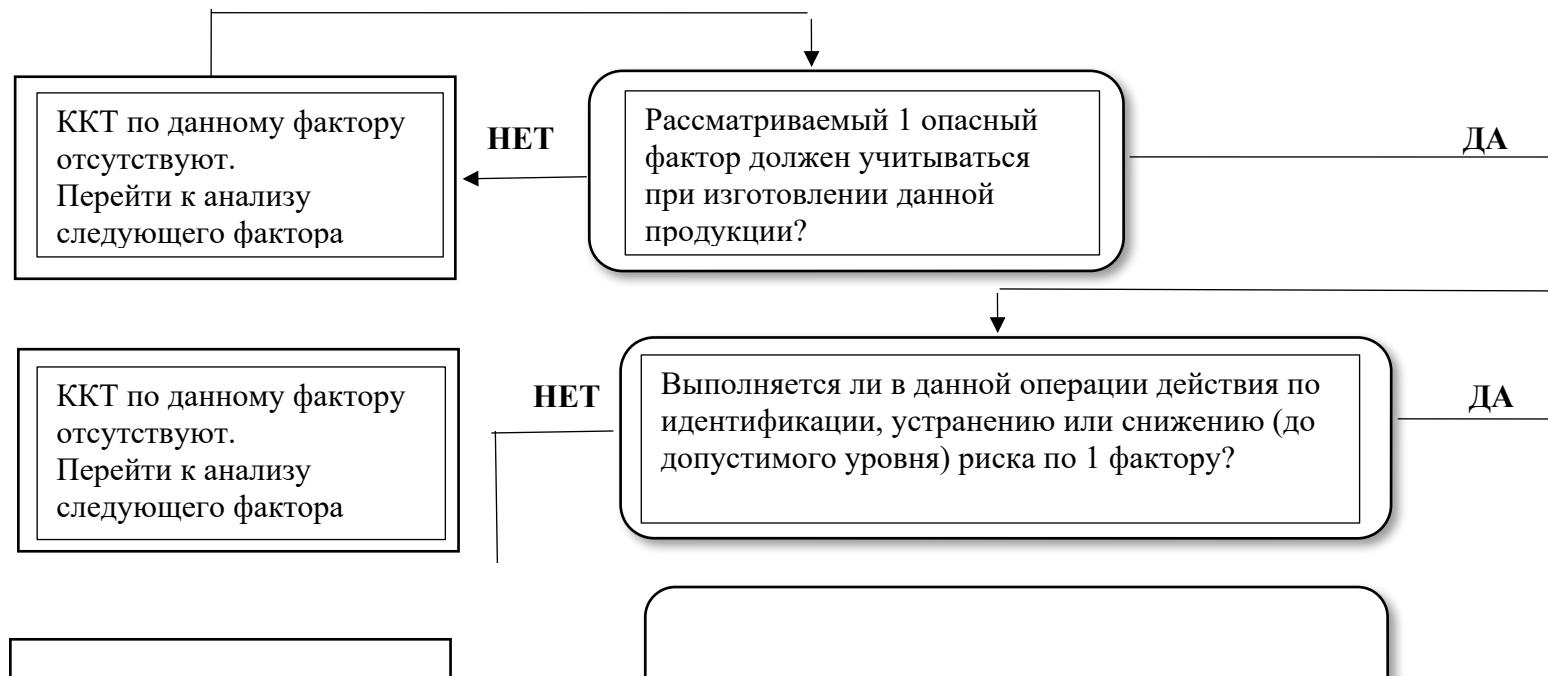 ККТ по данному фактору
отсутствуют.
Перейти к анализу
следующего фактора
НЕТ
Рассматриваемый 1 опасный
фактор должен учитываться
при изготовлении данной
продукции?
ДА
ККТ по данному фактору
отсутствуют.
Перейти к анализу
следующего фактора
НЕТ
Выполняется ли в данной операции действия по
идентификации, устранению или снижению (до
допустимого уровня) риска по 1 фактору?
ДА